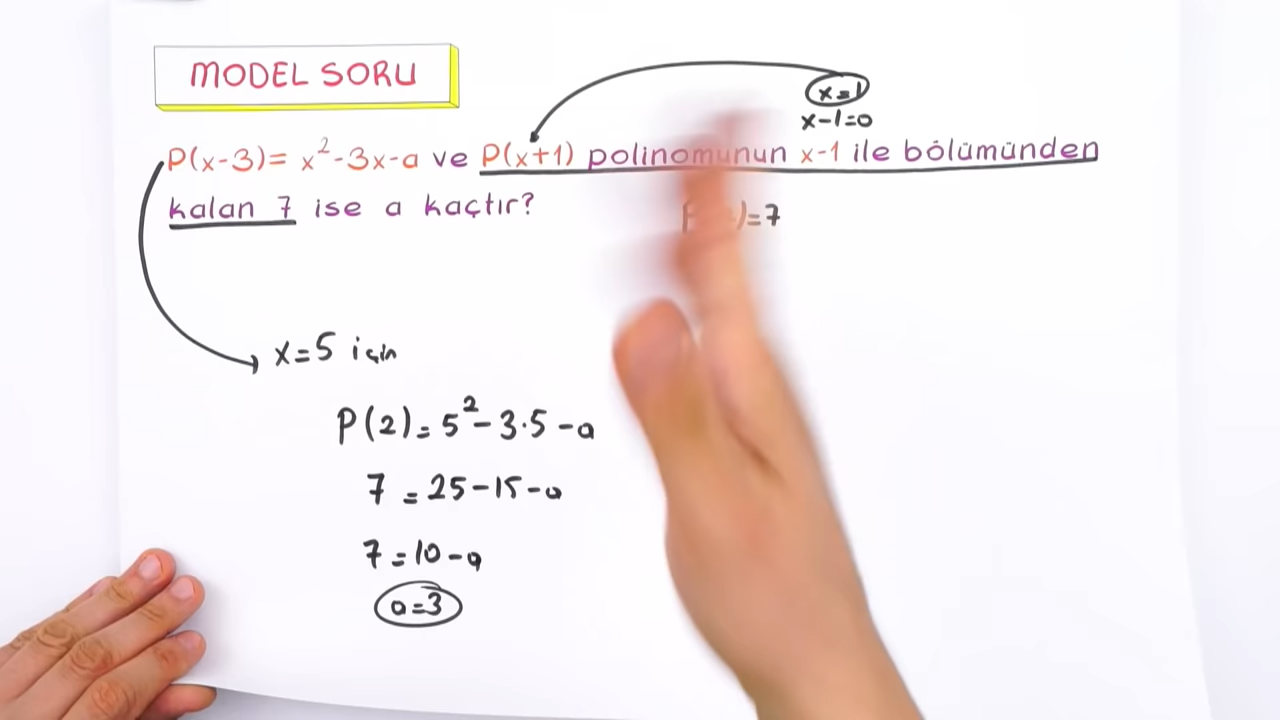 MODEL SORU
x=1
x-1=0
P(x-3)= x²-3x-a ve P(x+1) polinomunun x-1 ile bölümünden
kalan 7 ise a kaçtır?
)=7
x=5 için
P(2)=5²-3·5-a
7=25-15-a
7=10-a
a=3